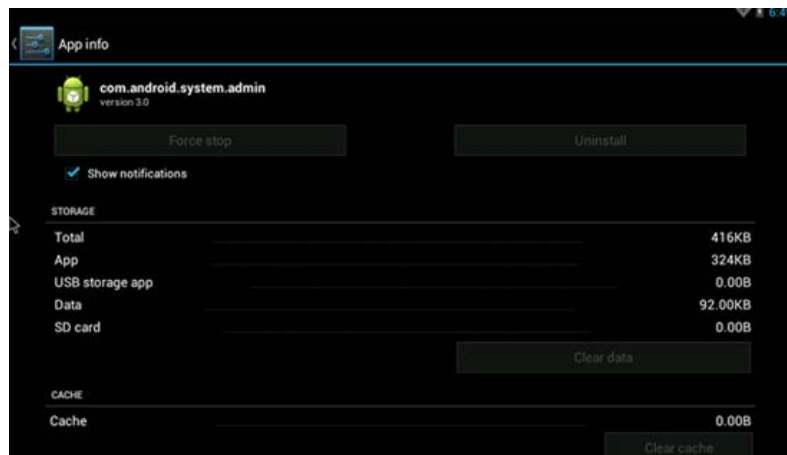 6:4
App info
com.android.system.admin
version 3.0
Force stop
Uninstall
Show notifications
STORAGE
Total 416KB
App 324KB
USB storage app 0.00B
Data 92.00KB
SD card 0.00B
Clear data
CACHE
Cache 0.00B
Clear cache